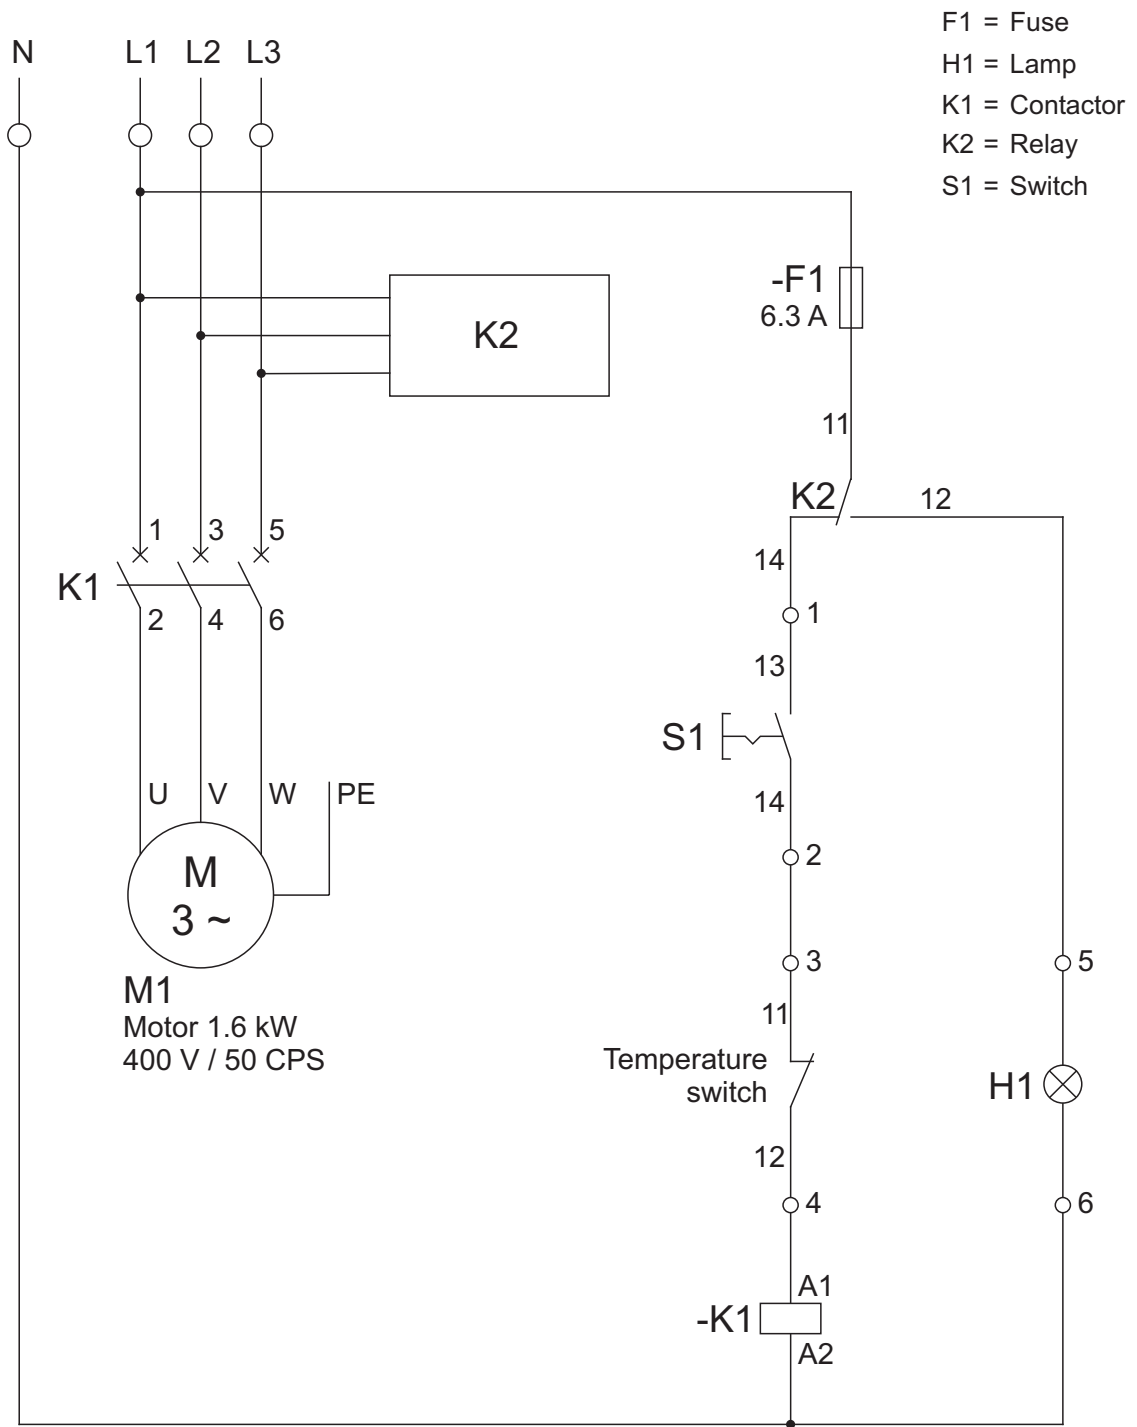 F1 = Fuse
H1 = Lamp
K1 = Contactor
K2 = Relay
S1 = Switch
N L1 L2 L3
-F1
6.3 A
K2
11
K2
12
1 3 5
14
K1
2 4 6
1
13
S1
14
U V W PE
2
M
3 ~
3
5
M1
Motor 1.6 kW
400 V / 50 CPS
11
Temperature
switch
H1
12
4
6
A1
-K1
A2